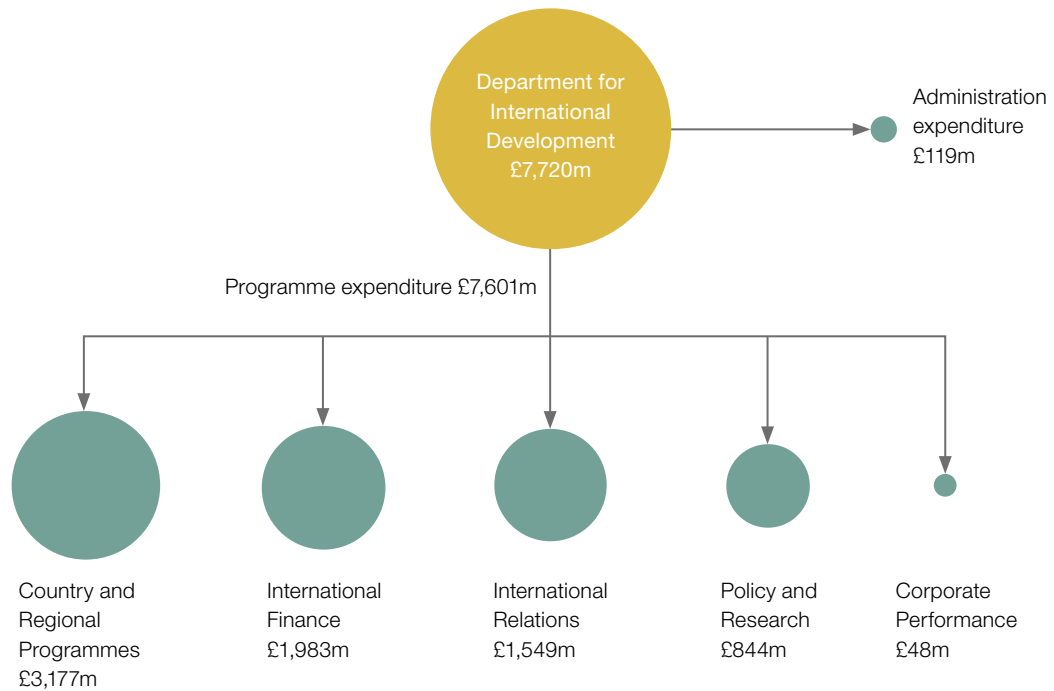 Department for
International
Development
£7,720m
Administration
expenditure
£119m
Programme expenditure £7,601m
Country and
Regional
Programmes
£3,177m
International
Finance
£1,983m
International
Relations
£1,549m
Policy and
Research
£844m
Corporate
Performance
£48m